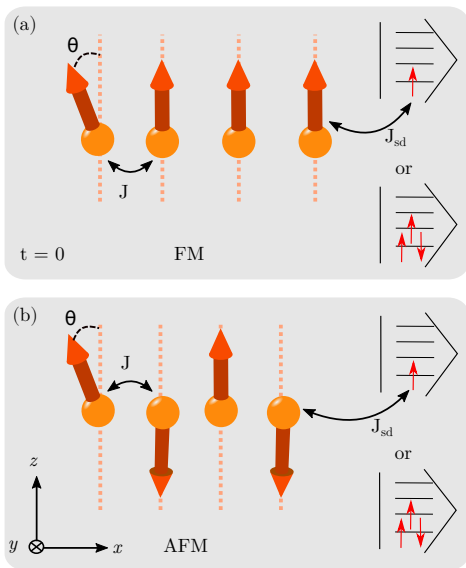 (a)
θ
J
J_sd
or
t = 0
FM
(b)
θ
J
J_sd
or
z
y
x
AFM